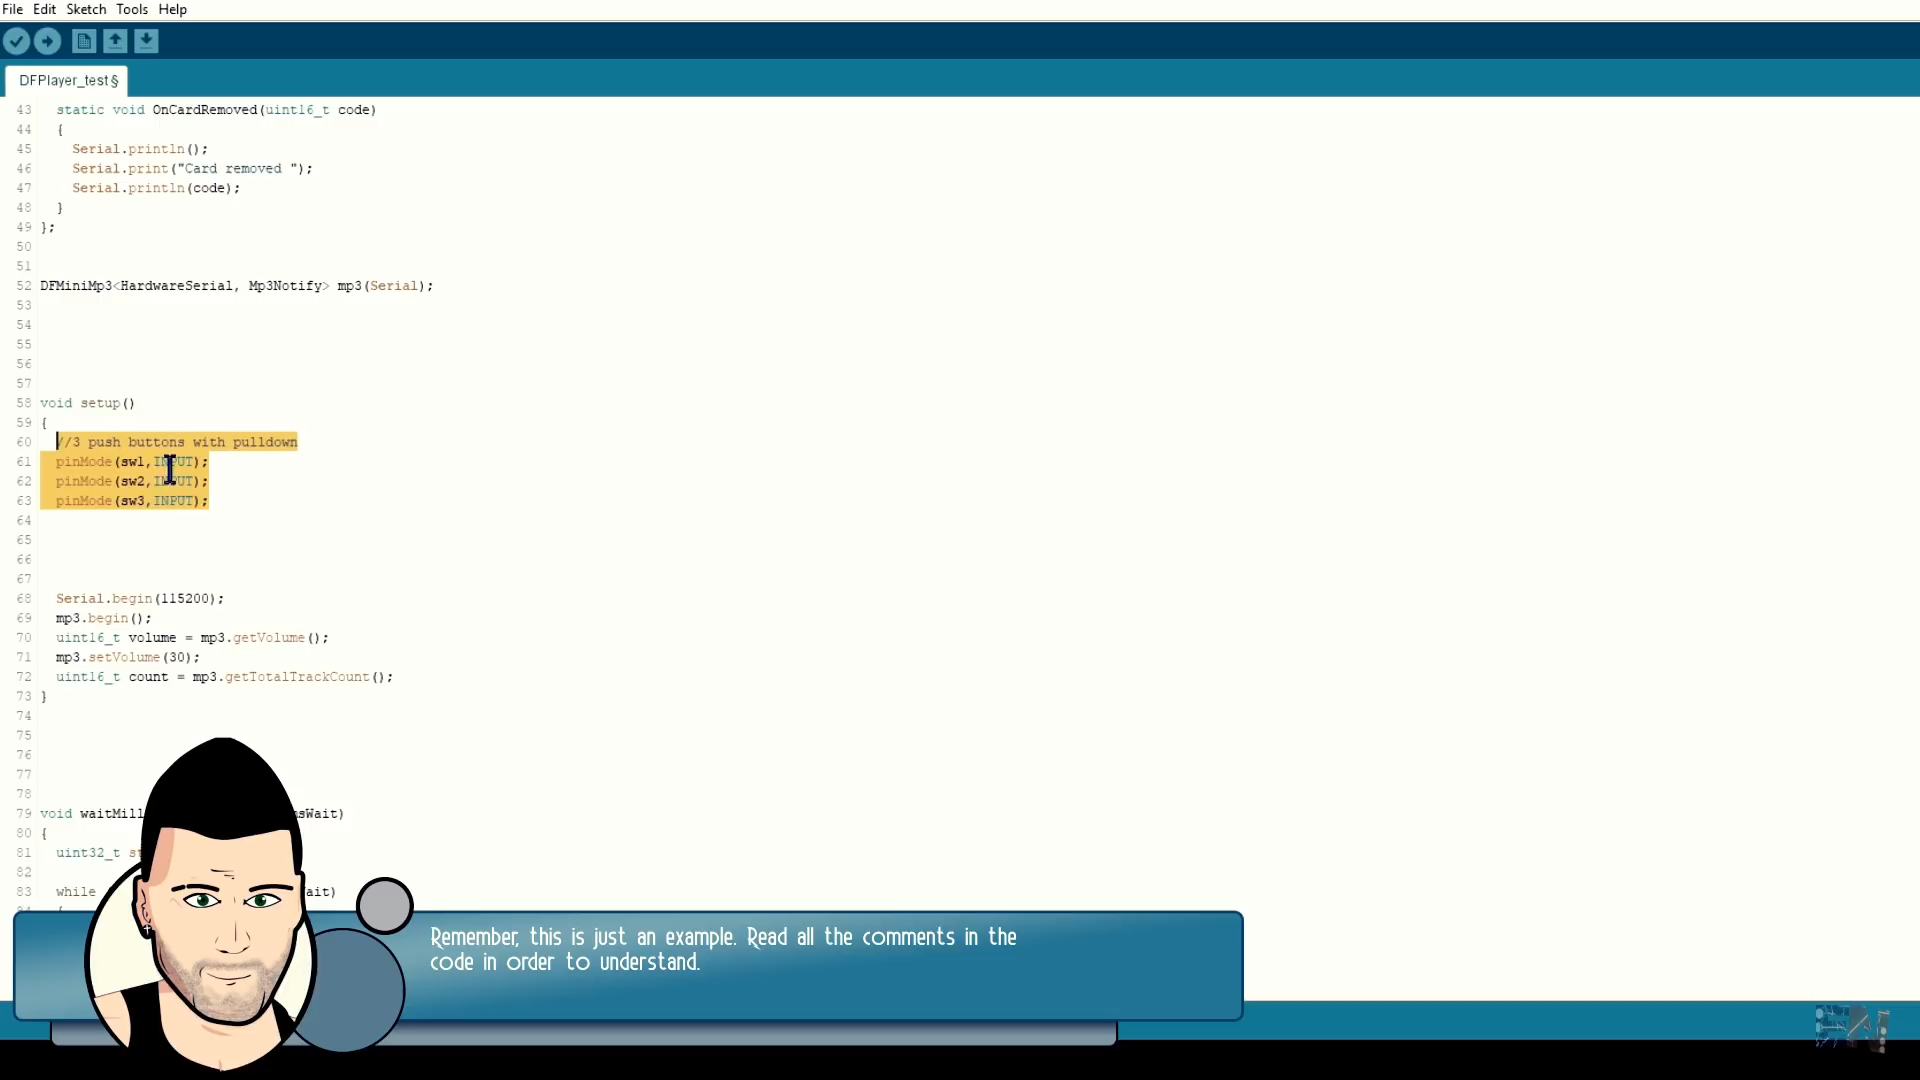 File Edit Sketch Tools Help
DFPlayer_test§
43 static void OnCardRemoved(uint16_t code)
44 {
45 Serial.println();
46 Serial.print("Card removed ");
47 Serial.println(code);
48 }
49 };
50
51
52 DFMiniMp3<HardwareSerial, Mp3Notify> mp3(Serial);
53
54
55
56
57
58 void setup()
59 {
60 //3 push buttons with pulldown
61 pinMode(sw1,INPUT);
62 pinMode(sw2,INPUT);
63 pinMode(sw3,INPUT);
64
65
66
67
68 Serial.begin(115200);
69 mp3.begin();
70 uint16_t volume = mp3.getVolume();
71 mp3.setVolume(30);
72 uint16_t count = mp3.getTotalTrackCount();
73 }
74
75
76
77
78
79 void waitMill sWait)
80 {
81 uint32_t st
82
83 while ait)
Remember, this is just an example. Read all the comments in the
code in order to understand.